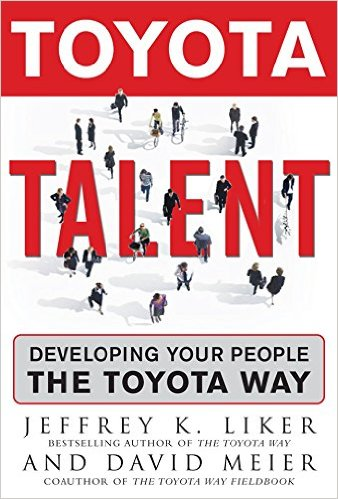 TOYOTA
TALENT
DEVELOPING YOUR PEOPLE
THE TOYOTA WAY
JEFFREY K. LIKER
BESTSELLING AUTHOR OF THE TOYOTA WAY
AND DAVID MEIER
COAUTHOR OF THE TOYOTA WAY FIELDBOOK